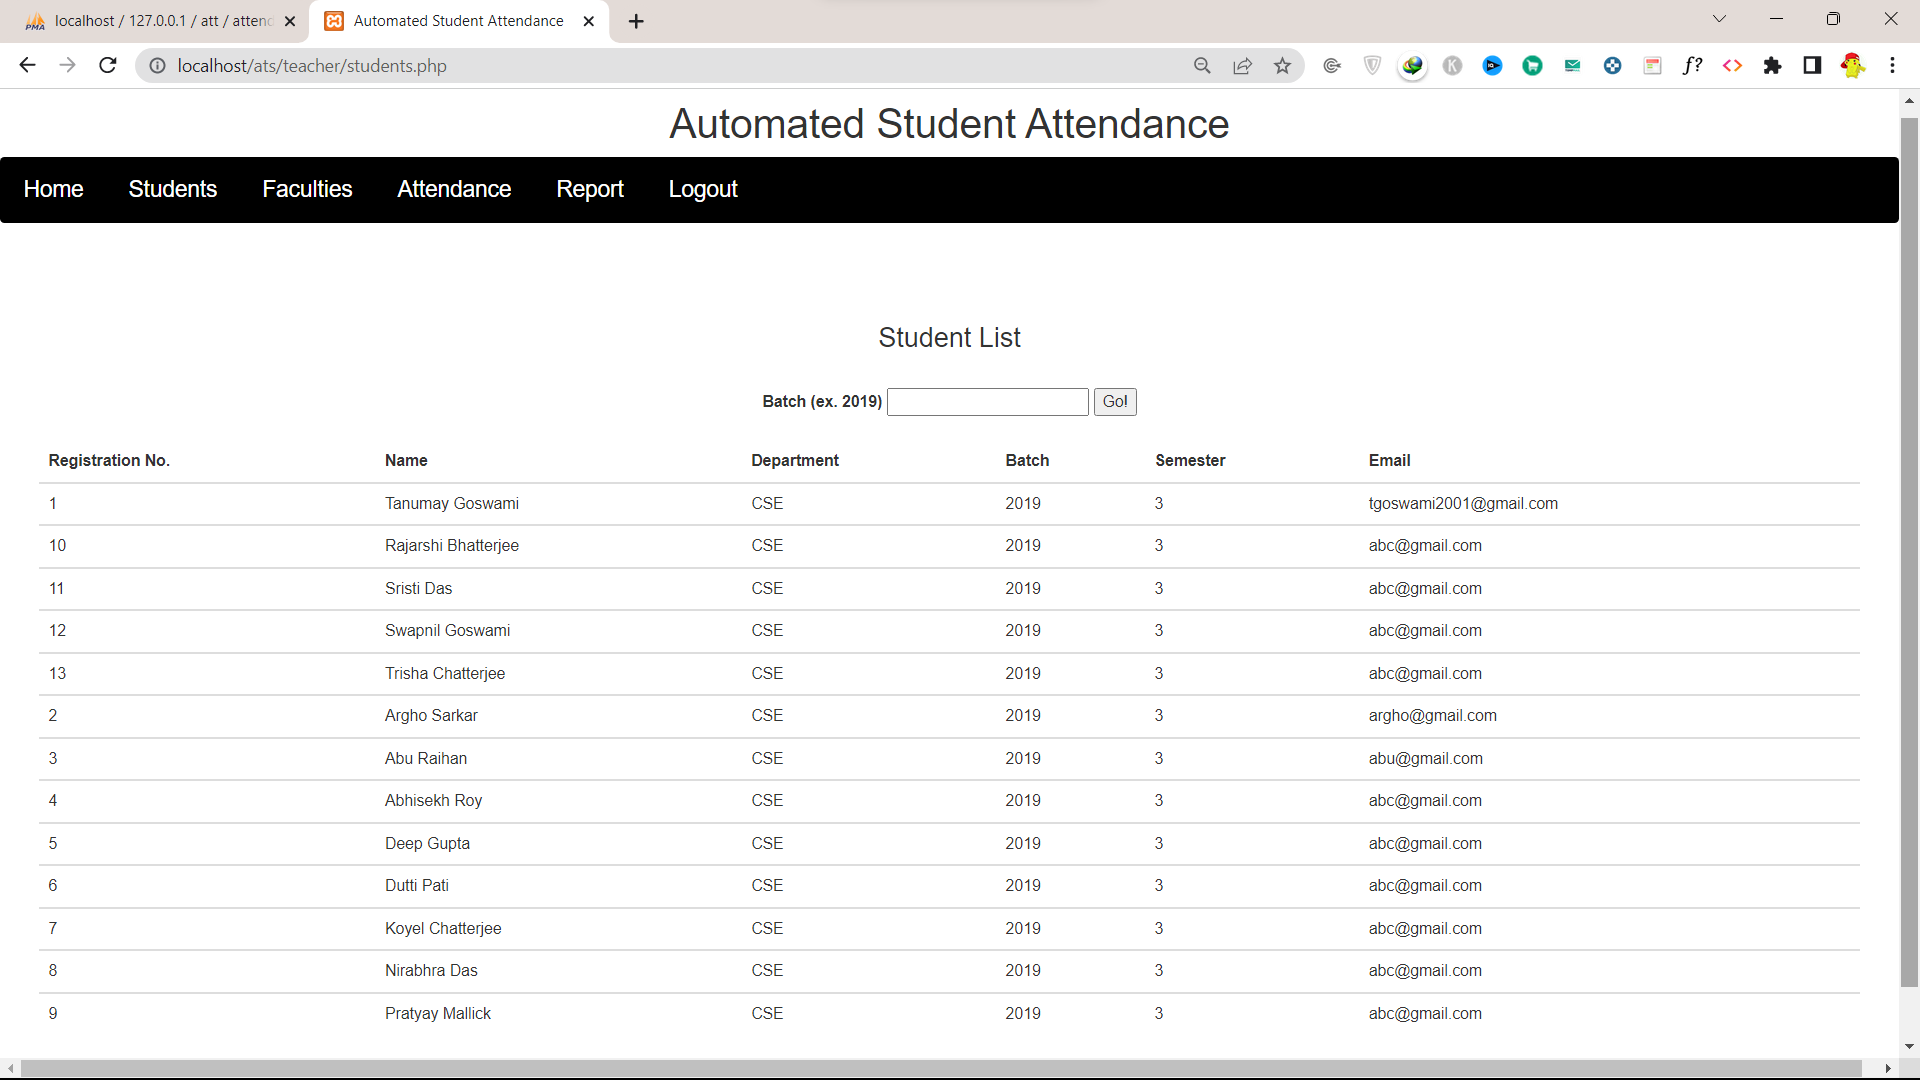 localhost / 127.0.0.1 / att / attend
Automated Student Attendance
localhost/ats/teacher/students.php
Automated Student Attendance
Home Students Faculties Attendance Report Logout
Student List
Batch (ex. 2019) Go!
Registration No. Name Department Batch Semester Email
1 Tanumay Goswami CSE 2019 3 tgoswami2001@gmail.com
10 Rajarshi Bhatterjee CSE 2019 3 abc@gmail.com
11 Sristi Das CSE 2019 3 abc@gmail.com
12 Swapnil Goswami CSE 2019 3 abc@gmail.com
13 Trisha Chatterjee CSE 2019 3 abc@gmail.com
2 Argho Sarkar CSE 2019 3 argho@gmail.com
3 Abu Raihan CSE 2019 3 abu@gmail.com
4 Abhisekh Roy CSE 2019 3 abc@gmail.com
5 Deep Gupta CSE 2019 3 abc@gmail.com
6 Dutti Pati CSE 2019 3 abc@gmail.com
7 Koyel Chatterjee CSE 2019 3 abc@gmail.com
8 Nirabhra Das CSE 2019 3 abc@gmail.com
9 Pratyay Mallick CSE 2019 3 abc@gmail.com